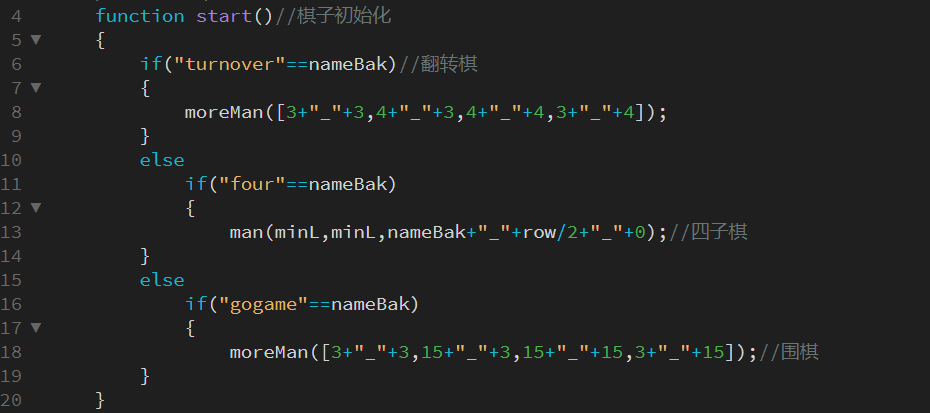 4 function start()//棋子初始化
5 {
6 if("turnover"==nameBak)//翻转棋
7 {
8 moreMan([3+"_"+3,4+"_"+3,4+"_"+4,3+"_"+4]);
9 }
10 else
11 if("four"==nameBak)
12 {
13 man(minL,minL,nameBak+"_"+row/2+"_"+0);//四子棋
14 }
15 else
16 if("gogame"==nameBak)
17 {
18 moreMan([3+"_"+3,15+"_"+3,15+"_"+15,3+"_"+15]);//围棋
19 }
20 }